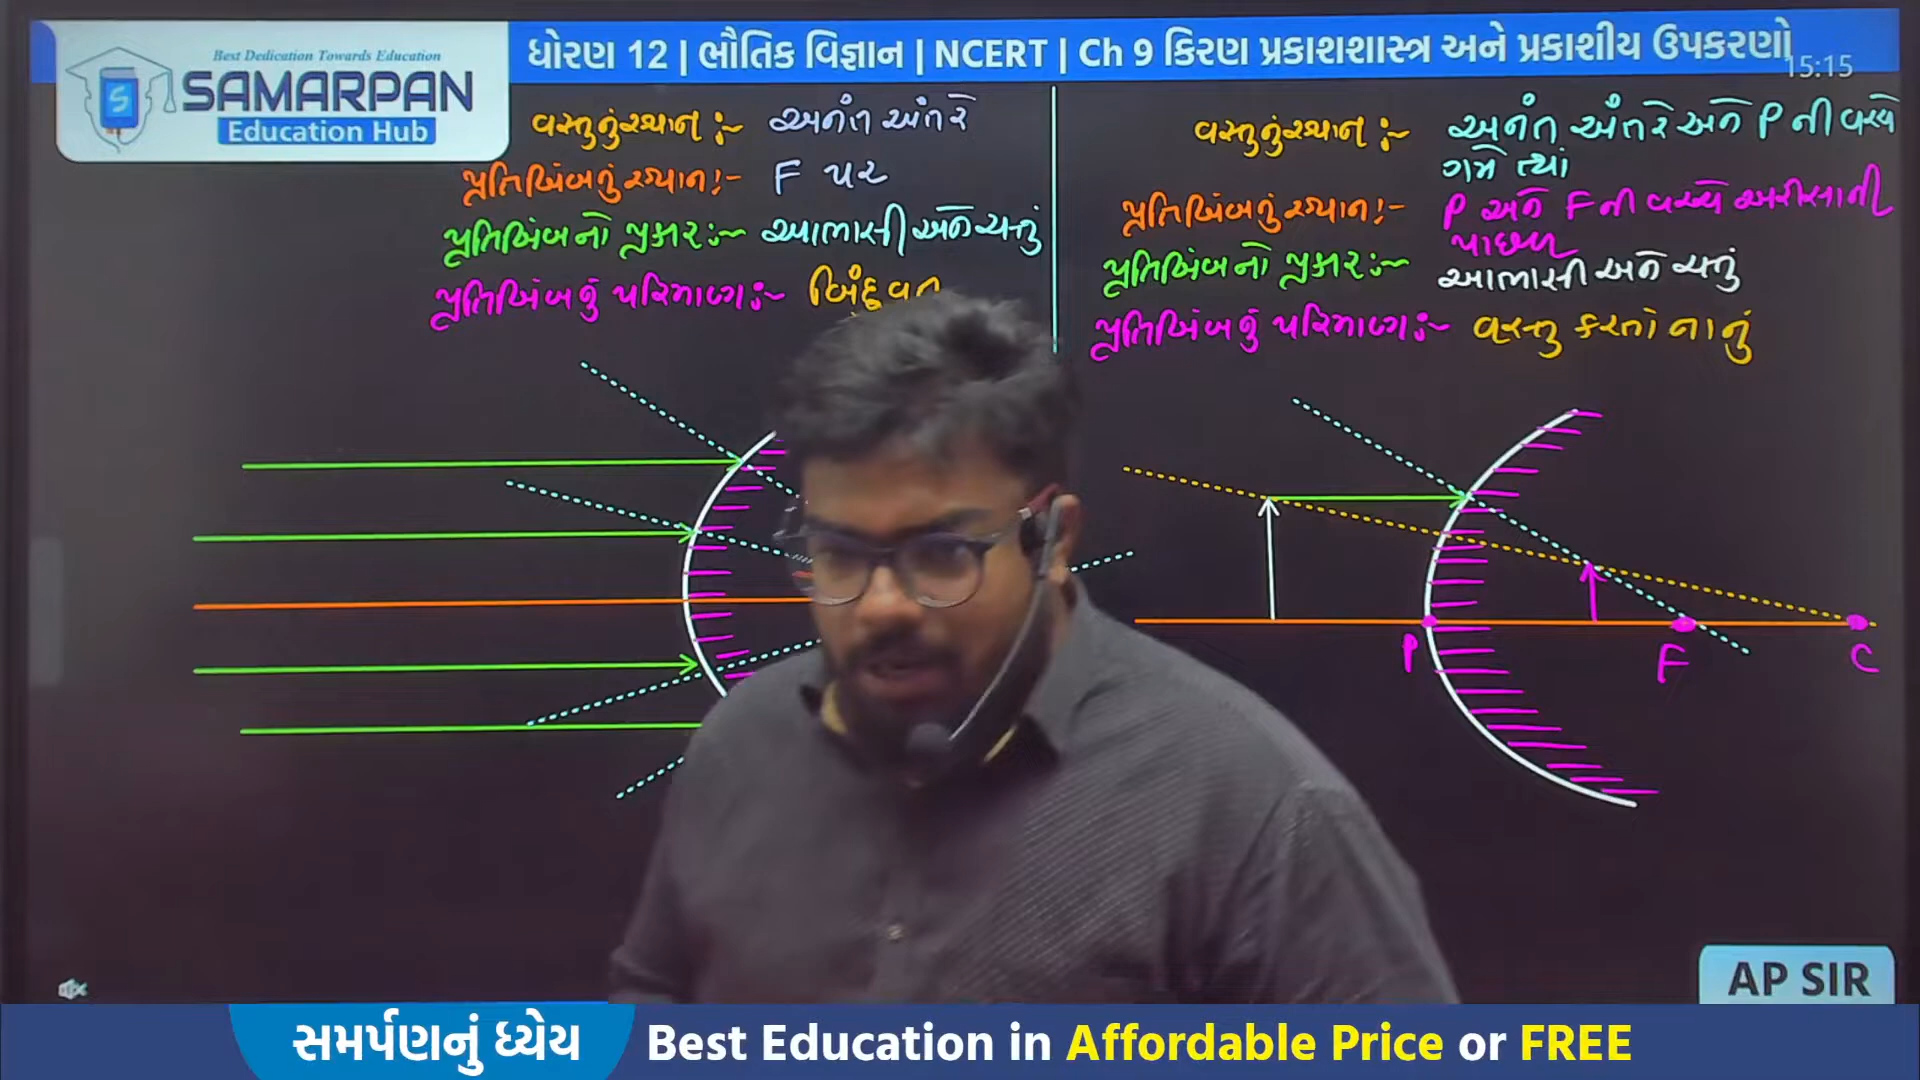 Best Dedication Towards Education
SAMARPAN
Education Hub
S
ધોરણ 12 | ભૌતિક વિજ્ઞાન | NCERT | Ch 9 કિરણ પ્રકાશશાસ્ત્ર અને પ્રકાશીય ઉપકરણો
15:15
વસ્તુનું સ્થાન :- અનંત અંતરે
પ્રતિબિંબનું સ્થાન :- F પર
પ્રતિબિંબનો પ્રકાર :- આભાસી અને ચતું
પ્રતિબિંબનું પરિમાણ :- બિંદુવત
વસ્તુનું સ્થાન :- અનંત અંતરે અને P ની વચ્ચે
ગમે ત્યાં
પ્રતિબિંબનું સ્થાન :- P અને F ની વચ્ચે અરીસાની
પાછળ
પ્રતિબિંબનો પ્રકાર :- આભાસી અને ચતું
પ્રતિબિંબનું પરિમાણ :- વસ્તુ કરતાં નાનું
P
F
C
AP SIR
સમર્પણનું ધ્યેય
Best Education in Affordable Price or FREE